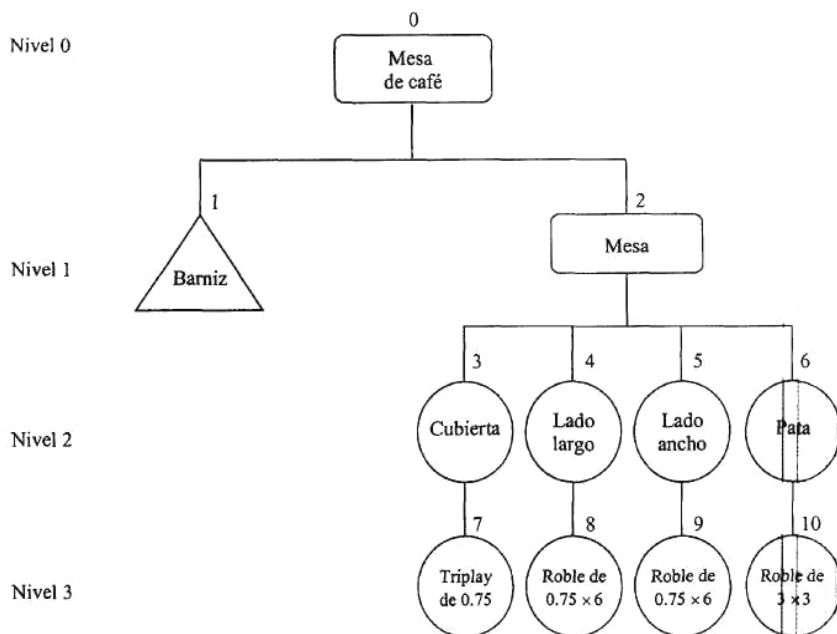 0
Nivel 0
Mesa
de café
1
2
Nivel 1
Barniz
Mesa
3 4 5 6
Nivel 2
Cubierta
Lado
largo
Lado
ancho
Pata
7 8 9 10
Nivel 3
Triplay
de 0.75
Roble de
0.75 × 6
Roble de
0.75 × 6
Roble de
3 × 3